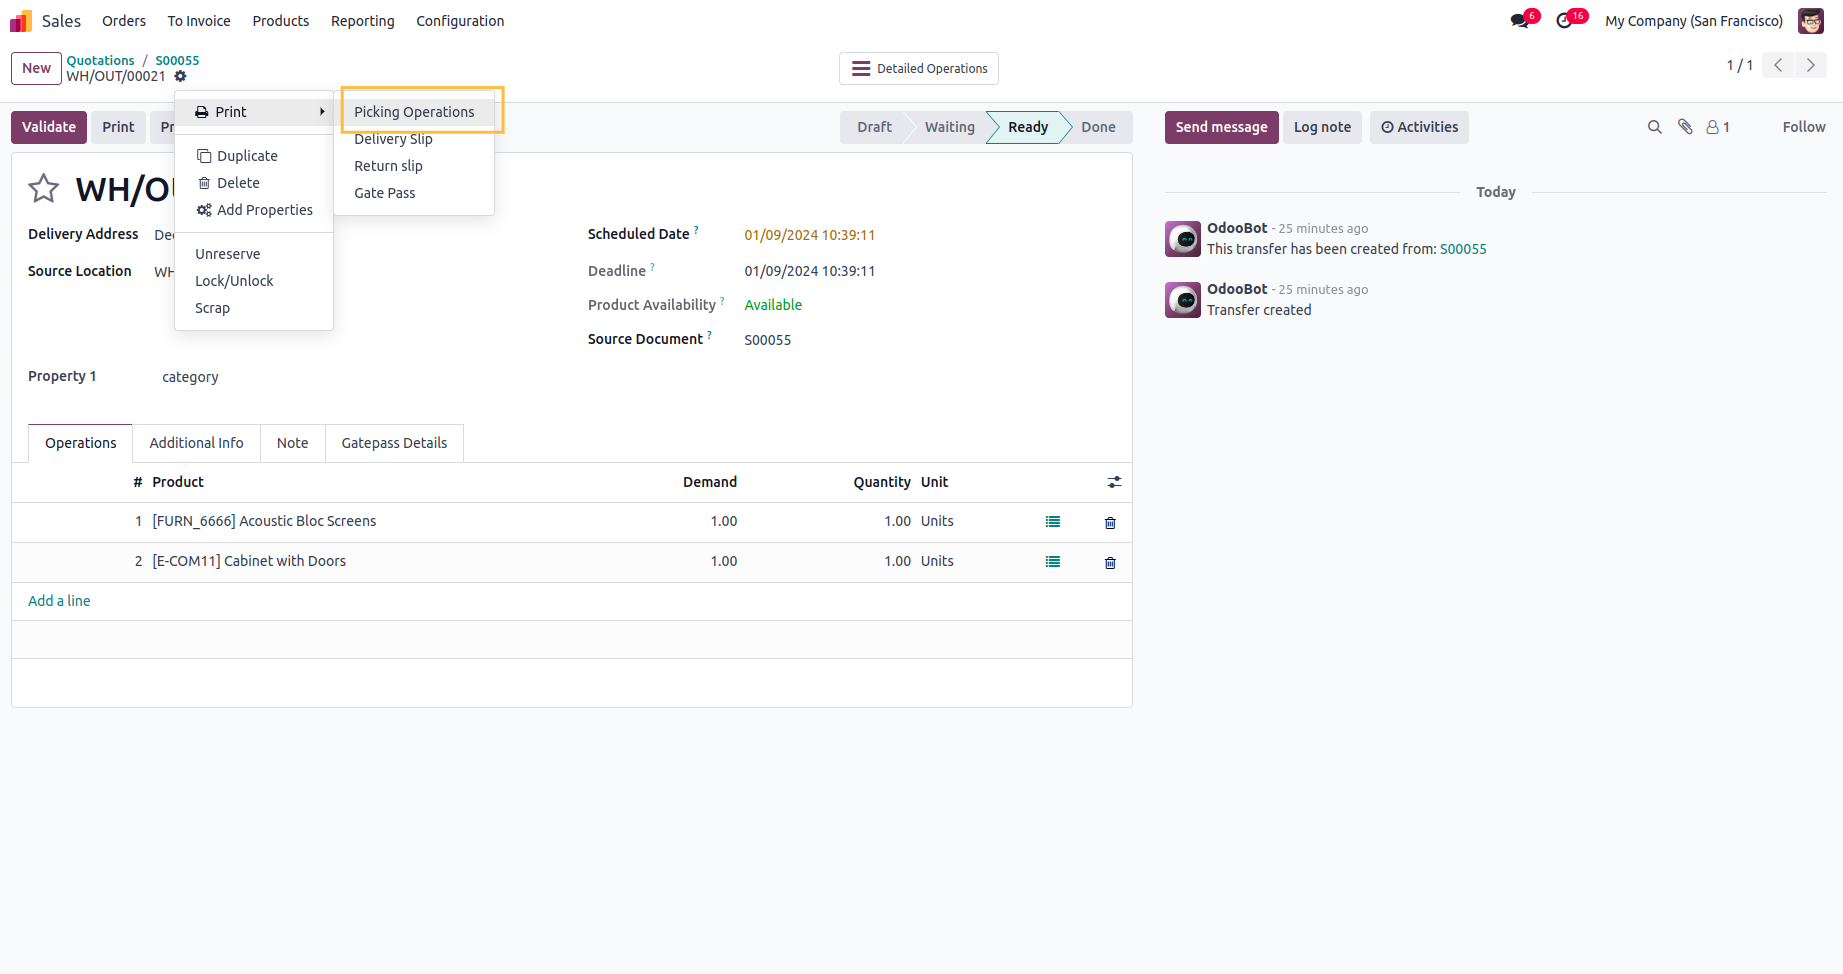 Sales Orders To Invoice Products Reporting Configuration 6 16 My Company (San Francisco)
New Quotations / S00055
WH/OUT/00021
Detailed Operations
1 / 1
Validate Print Pr
Print
Duplicate
Delete
Add Properties
Unreserve
Lock/Unlock
Scrap
Picking Operations
Delivery Slip
Return slip
Gate Pass
Draft Waiting Ready Done
Send message Log note Activities 1 Follow
WH/OU
Delivery Address Dec
Source Location WH
Scheduled Date ? 01/09/2024 10:39:11
Deadline ? 01/09/2024 10:39:11
Product Availability ? Available
Source Document ? S00055
Property 1 category
Operations Additional Info Note Gatepass Details
# Product Demand Quantity Unit
1 [FURN_6666] Acoustic Bloc Screens 1.00 1.00 Units
2 [E-COM11] Cabinet with Doors 1.00 1.00 Units
Add a line
Today
OdooBot - 25 minutes ago
This transfer has been created from: S00055
OdooBot - 25 minutes ago
Transfer created